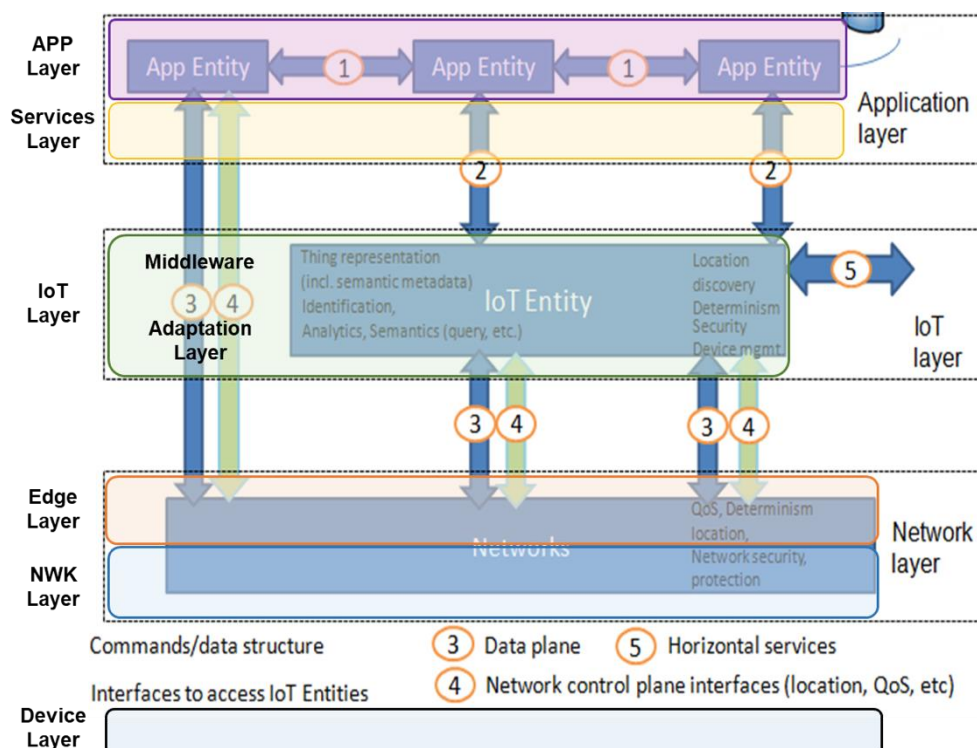 APP
Layer
App Entity
1
App Entity
1
App Entity
Services
Layer
Application
layer
2
2
Middleware
Thing representation
(incl. semantic metadata)
Identification,
Analytics, Semantics (query, etc.)
IoT Entity
Location
discovery
Determinism
Security
Device mgmt.
5
IoT
Layer
3
4
Adaptation
Layer
IoT
layer
3
4
3
4
Edge
Layer
QoS, Determinism
location,
Network security,
protection
Networks
Network
layer
NWK
Layer
Commands/data structure
3 Data plane
5 Horizontal services
Interfaces to access IoT Entities
4 Network control plane interfaces (location, QoS, etc)
Device
Layer